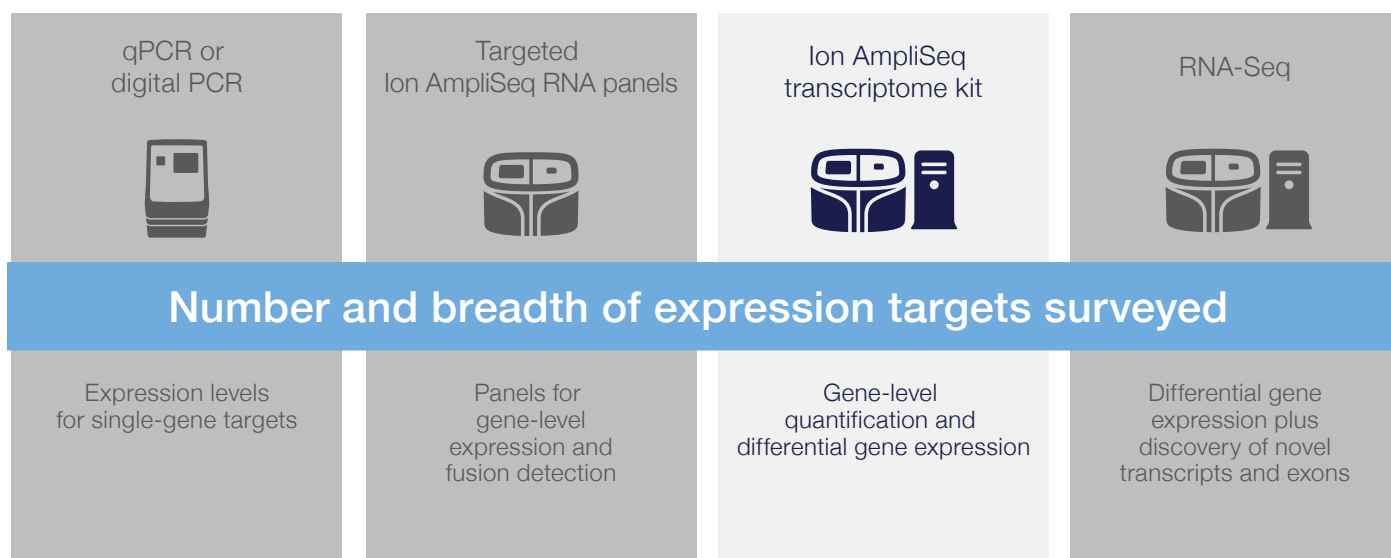 qPCR or
digital PCR
Targeted
Ion AmpliSeq RNA panels
Ion AmpliSeq
transcriptome kit
RNA-Seq
Number and breadth of expression targets surveyed
Expression levels
for single-gene targets
Panels for
gene-level
expression and
fusion detection
Gene-level
quantification and
differential gene expression
Differential gene
expression plus
discovery of novel
transcripts and exons